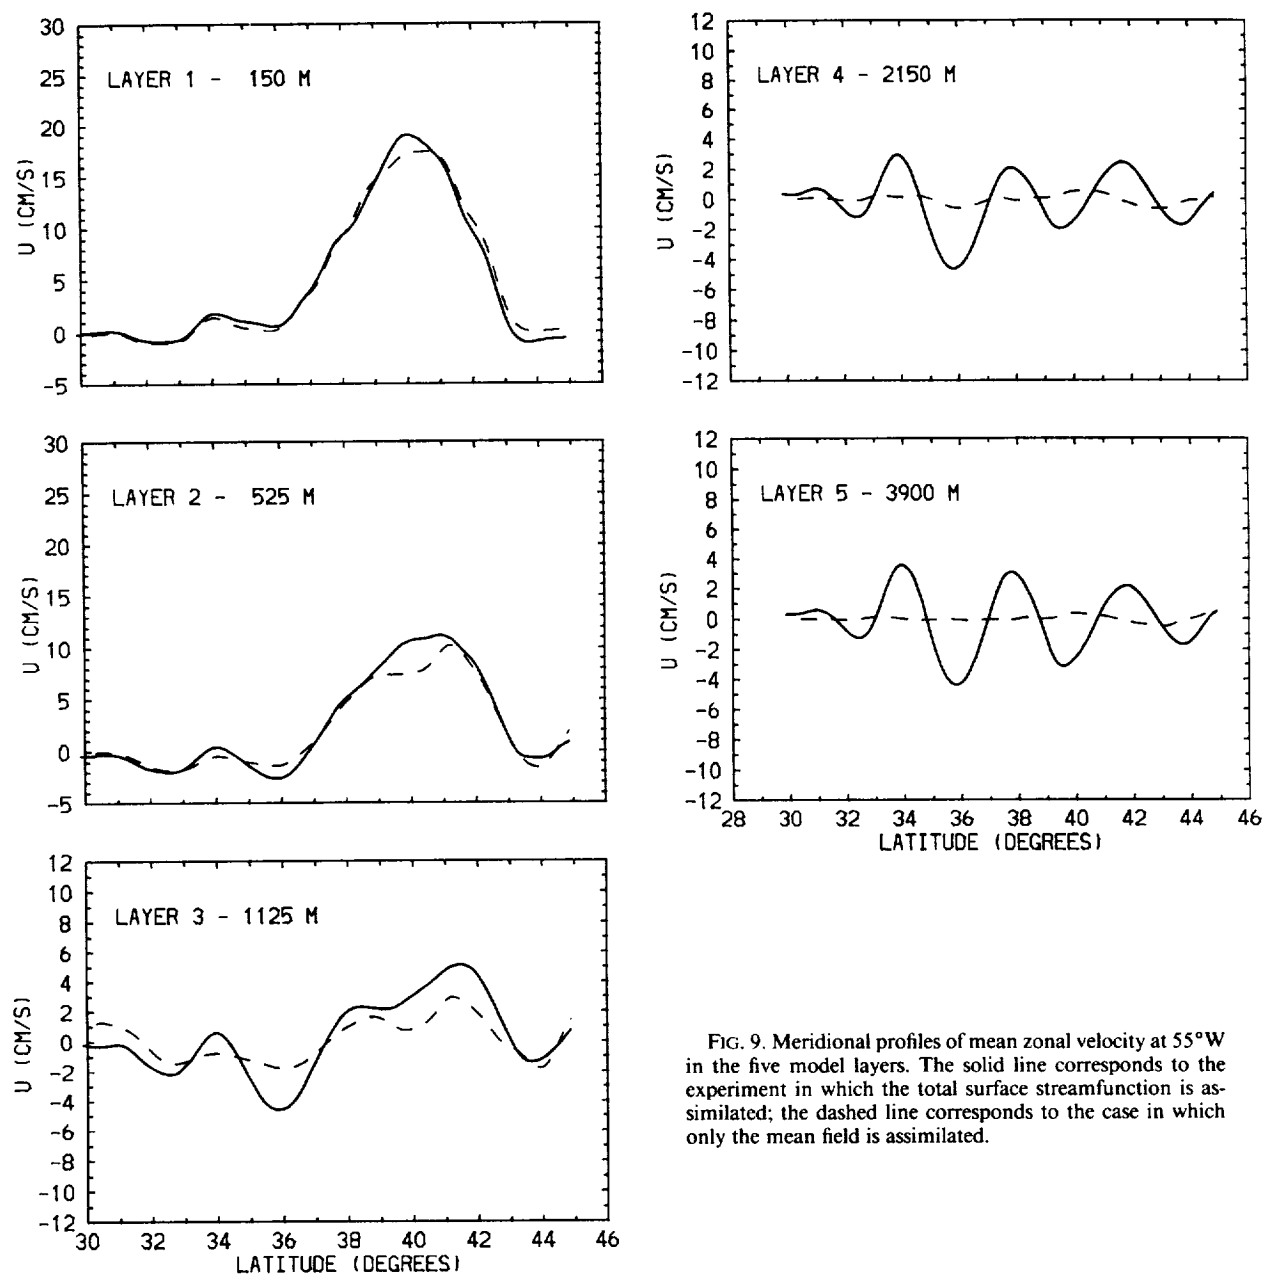 30
25
20
15
10
5
0
-5
U (CM/S)
LAYER 1 - 150 M
30
25
20
15
10
5
0
-5
U (CM/S)
LAYER 2 - 525 M
12
10
8
6
4
2
0
-2
-4
-6
-8
-10
-12
U (CM/S)
LAYER 3 - 1125 M
30 32 34 36 38 40 42 44 46
LATITUDE (DEGREES)
12
10
8
6
4
2
0
-2
-4
-6
-8
-10
-12
U (CM/S)
LAYER 4 - 2150 M
12
10
8
6
4
2
0
-2
-4
-6
-8
-10
-12
U (CM/S)
LAYER 5 - 3900 M
28 30 32 34 36 38 40 42 44 46
LATITUDE (DEGREES)
FIG. 9. Meridional profiles of mean zonal velocity at 55°W
in the five model layers. The solid line corresponds to the
experiment in which the total surface streamfunction is as-
similated; the dashed line corresponds to the case in which
only the mean field is assimilated.